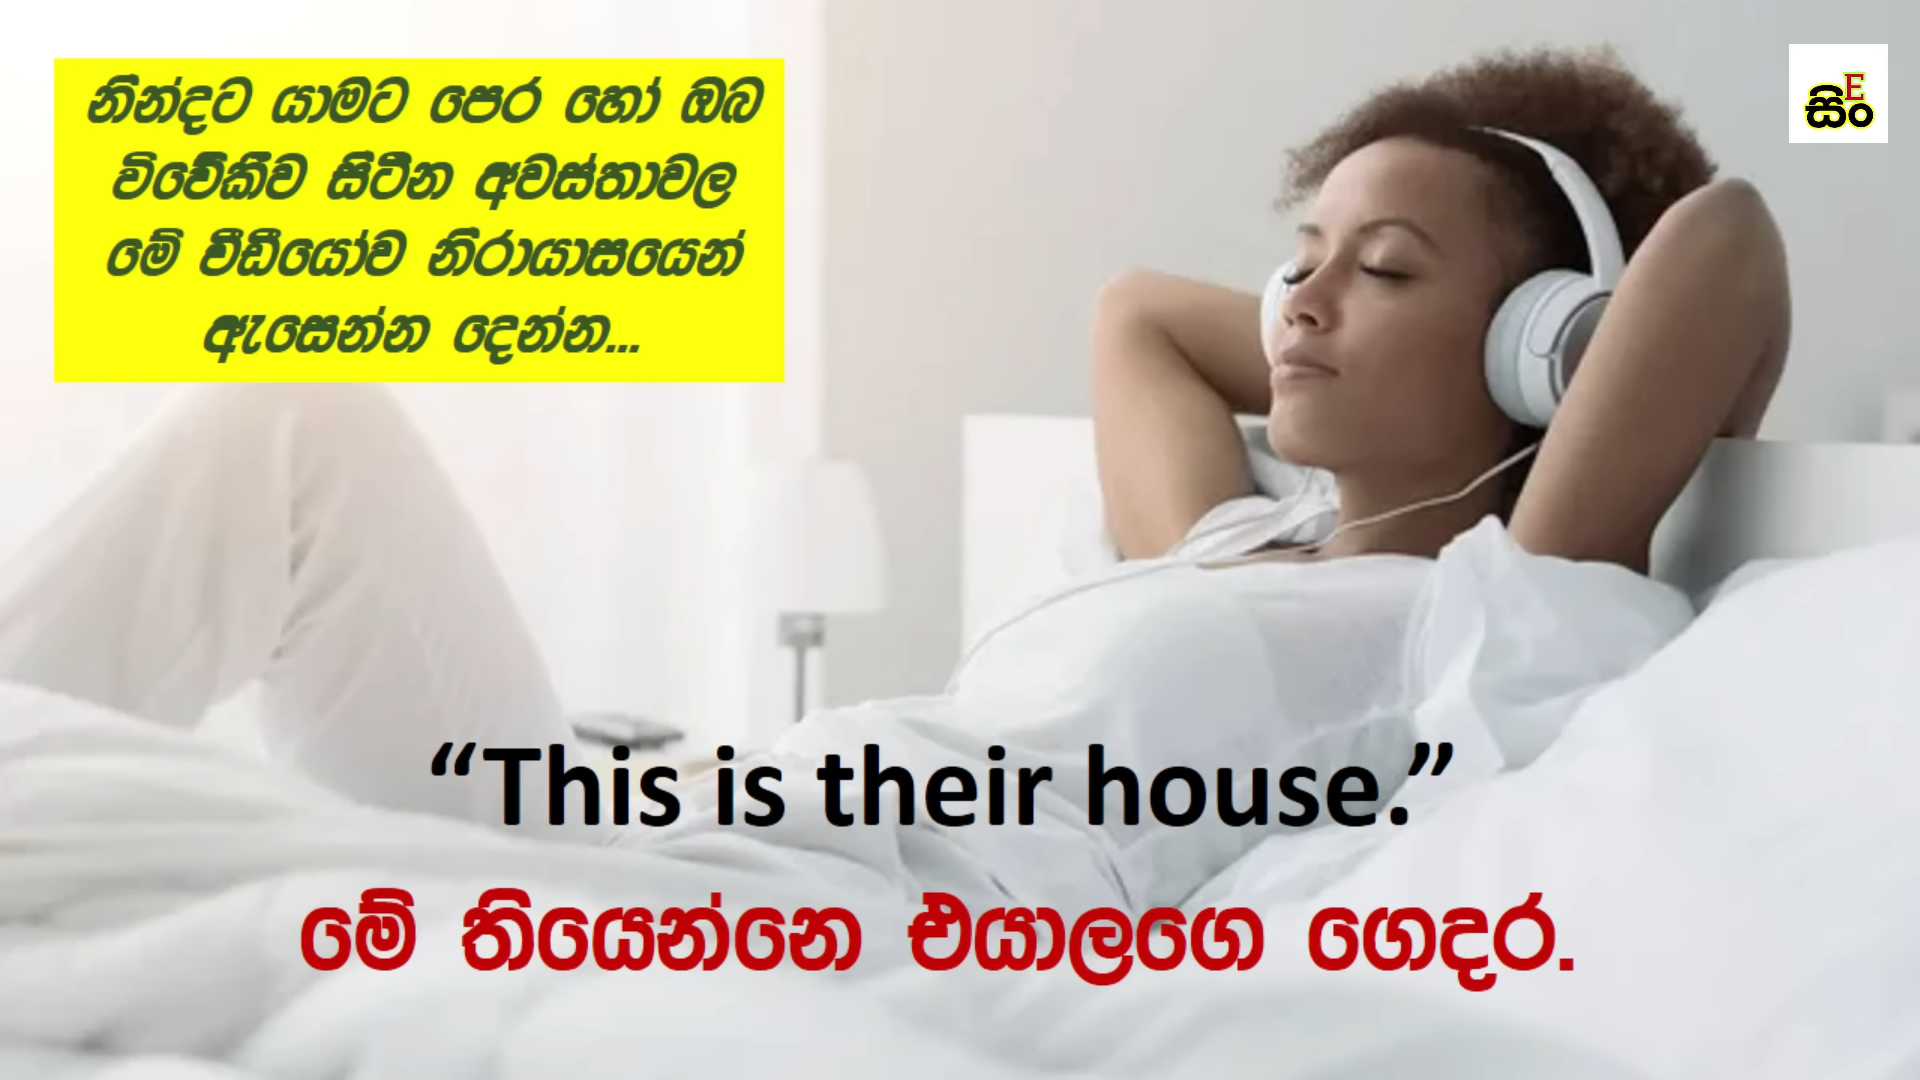 නින්දට යාමට පෙර හෝ ඔබ
විවේකීව සිටින අවස්තාවල
මේ වීඩීයෝව නිරායාසයෙන්
ඇසෙන්න දෙන්න...
සිංE
“This is their house.”
මේ තියෙන්නෙ එයාලගෙ ගෙදර.